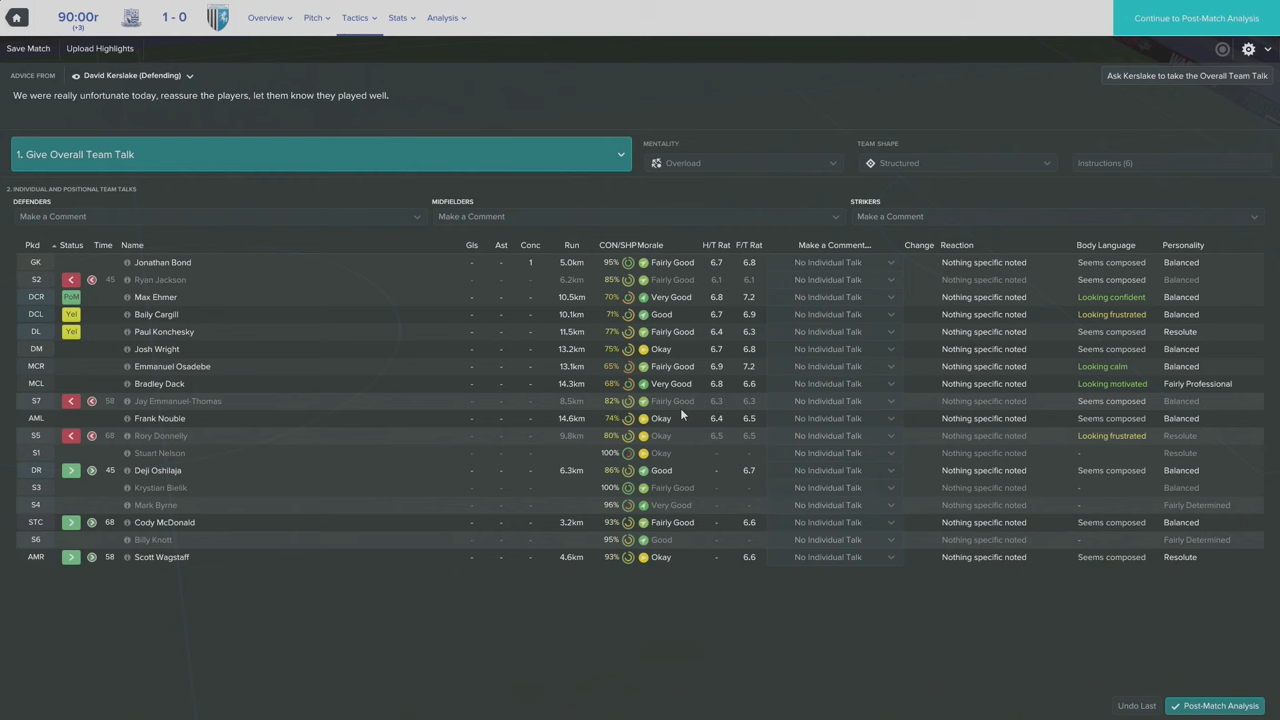 90:00r 1 - 0 Overview Pitch Tactics Stats Analysis Continue to Post-Match Analysis
(+3)
Save Match Upload Highlights
ADVICE FROM David Kerslake (Defending) Ask Kerslake to take the Overall Team Talk
We were really unfortunate today, reassure the players, let them know they played well.
MENTALITY TEAM SHAPE
1. Give Overall Team Talk Overload Structured Instructions (6)
2. INDIVIDUAL AND POSITIONAL TEAM TALKS
DEFENDERS MIDFIELDERS STRIKERS
Make a Comment Make a Comment Make a Comment
Pkd Status Time Name Gls Ast Conc Run CON/SHP Morale H/T Rat F/T Rat Make a Comment... Change Reaction Body Language Personality
GK Jonathan Bond - - 1 5.0km 95% Fairly Good 6.7 6.8 No Individual Talk Nothing specific noted Seems composed Balanced
S2 45 Ryan Jackson - - - 6.2km 85% Fairly Good 6.1 6.1 No Individual Talk Nothing specific noted Seems composed Balanced
DCR PoM Max Ehmer - - - 10.5km 70% Very Good 6.8 7.2 No Individual Talk Nothing specific noted Looking confident Balanced
DCL Yel Baily Cargill - - - 10.1km 71% Good 6.7 6.9 No Individual Talk Nothing specific noted Looking frustrated Balanced
DL Yel Paul Konchesky - - - 11.5km 77% Fairly Good 6.4 6.3 No Individual Talk Nothing specific noted Seems composed Resolute
DM Josh Wright - - - 13.2km 75% Okay 6.7 6.8 No Individual Talk Nothing specific noted Seems composed Balanced
MCR Emmanuel Osadebe - - - 13.1km 65% Fairly Good 6.9 7.2 No Individual Talk Nothing specific noted Looking calm Balanced
MCL Bradley Dack - - - 14.3km 68% Very Good 6.8 6.6 No Individual Talk Nothing specific noted Looking motivated Fairly Professional
S7 58 Jay Emmanuel-Thomas - - - 8.5km 82% Fairly Good 6.3 6.3 No Individual Talk Nothing specific noted Seems composed Balanced
AML Frank Nouble - - - 14.6km 74% Okay 6.4 6.5 No Individual Talk Nothing specific noted Seems composed Balanced
S5 68 Rory Donnelly - - - 9.8km 80% Okay 6.5 6.5 No Individual Talk Nothing specific noted Looking frustrated Resolute
S1 Stuart Nelson 100% Okay No Individual Talk Nothing specific noted - Resolute
DR 45 Deji Oshilaja - - - 6.3km 86% Good - 6.7 No Individual Talk Nothing specific noted Seems composed Balanced
S3 Krystian Bielik 100% Fairly Good - - No Individual Talk Nothing specific noted - Balanced
S4 Mark Byrne 96% Very Good - - No Individual Talk Nothing specific noted - Fairly Determined
STC 68 Cody McDonald - - - 3.2km 93% Fairly Good - 6.6 No Individual Talk Nothing specific noted Seems composed Balanced
S6 Billy Knott 95% Good - - No Individual Talk Nothing specific noted - Fairly Determined
AMR 58 Scott Wagstaff - - - 4.6km 93% Okay - 6.6 No Individual Talk Nothing specific noted Seems composed Resolute
Undo Last Post-Match Analysis